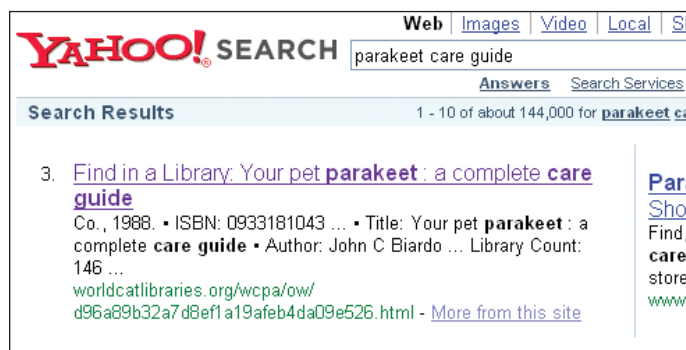 Web | Images | Video | Local |
YAHOO! SEARCH
parakeet care guide
Answers Search Services
Search Results 1 - 10 of about 144,000 for parakeet
3. Find in a Library: Your pet parakeet : a complete care
guide
Co., 1988. ▪ ISBN: 0933181043 ... ▪ Title: Your pet parakeet : a
complete care guide ▪ Author: John C Biardo ... Library Count:
146 ...
worldcatlibraries.org/wcpa/ow/
d96a89b32a7d8ef1a19afeb4da09e526.html - More from this site
Find,
care
store
www